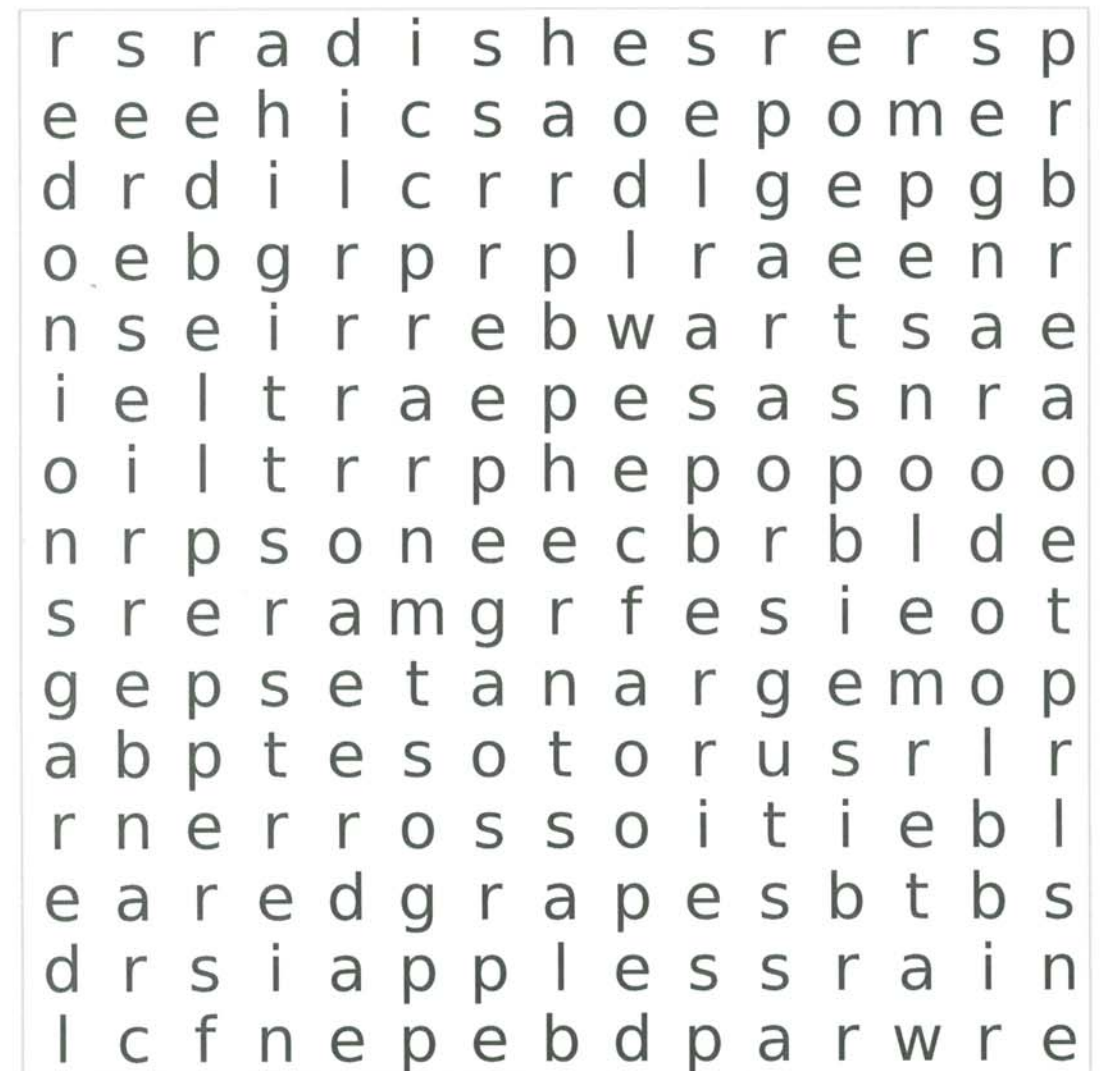 r s r a d i s h e s r e r s p
e e e h i c s a o e p o m e r
d r d i l c r r d l g e p g b
o e b g r p r p l r a e e n r
n s e i r r e b w a r t s a e
i e l t r a e p e s a s n r a
o i l t r r p h e p o p o o o
n r p s o n e e c b r b l d e
s r e r a m g r f e s i e o t
g e p s e t a n a r g e m o p
a b p t e s o t o r u s r l r
r n e r r o s s o i t i e b l
e a r e d g r a p e s b t b s
d r s i a p p l e s s r a i n
l c f n e p e b d p a r w r e